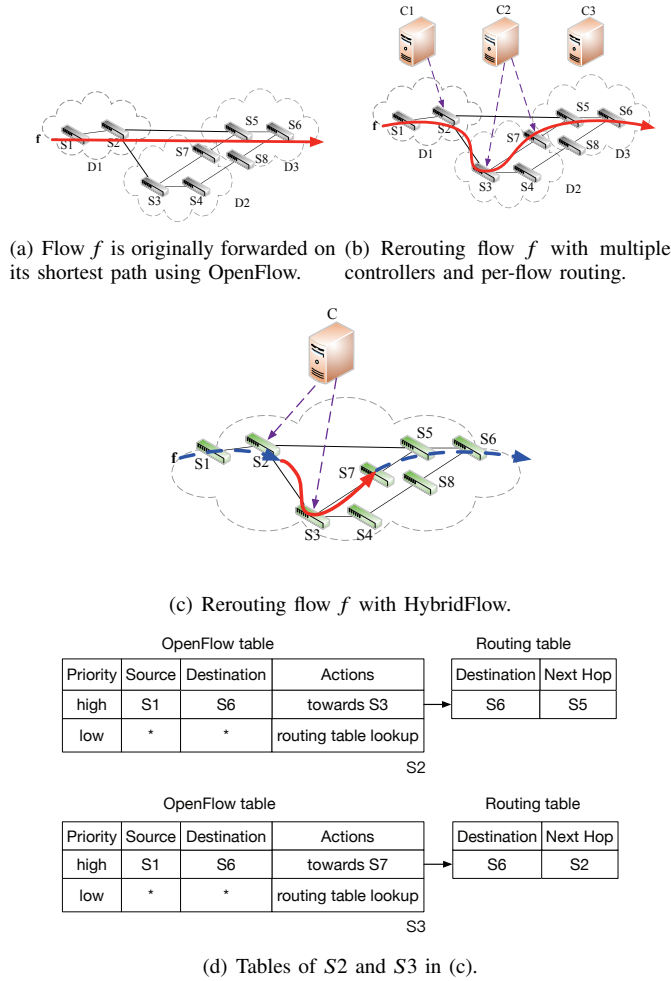 C1 C2 C3
f S1 S2 S5 S6 S7 S8 D1 D3 S3 S4 D2
f S1 S2 S5 S6 S7 S8 D1 D3 S3 S4 D2
(a) Flow f is originally forwarded on
its shortest path using OpenFlow.
(b) Rerouting flow f with multiple
controllers and per-flow routing.
C
f S1 S2 S5 S6 S7 S8 S3 S4
(c) Rerouting flow f with HybridFlow.
OpenFlow table Routing table
Priority Source Destination Actions Destination Next Hop
high S1 S6 towards S3 S6 S5
low * * routing table lookup
S2
OpenFlow table Routing table
Priority Source Destination Actions Destination Next Hop
high S1 S6 towards S7 S6 S2
low * * routing table lookup
S3
(d) Tables of S2 and S3 in (c).